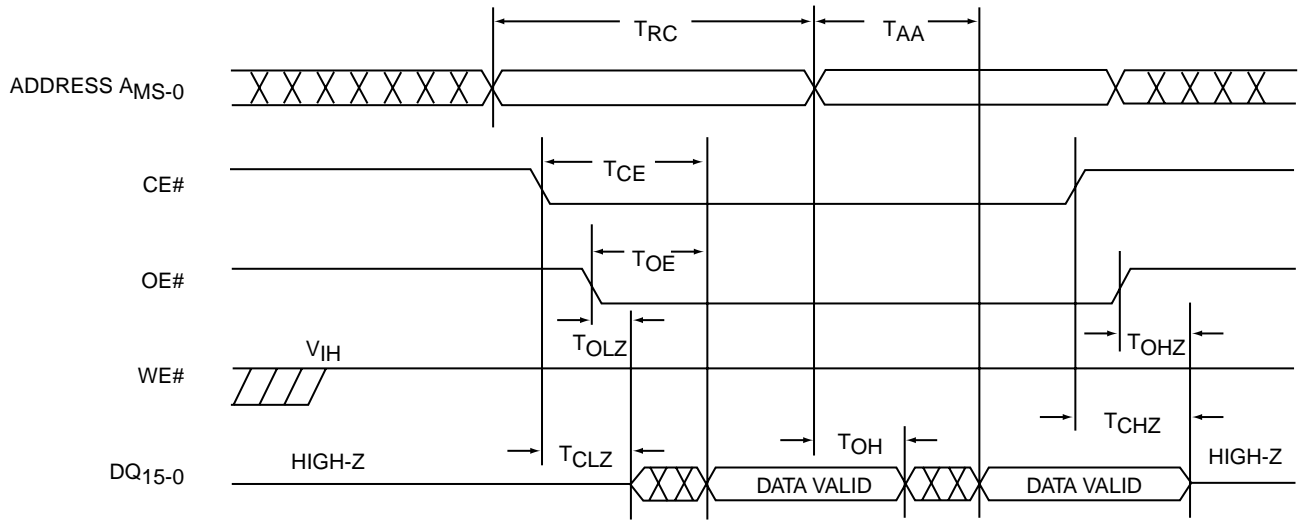 TRC
TAA
ADDRESS AMS-0
TCE
CE#
TOE
OE#
TOLZ
TOHZ
VIH
WE#
TCHZ
TCLZ
TOH
HIGH-Z
HIGH-Z
DQ15-0
DATA VALID
DATA VALID